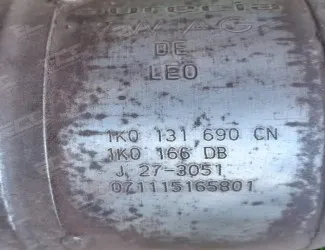 DE
LEO
1K0 131 690 CN
1K0 166 DB
J. 27-3051
071115165801